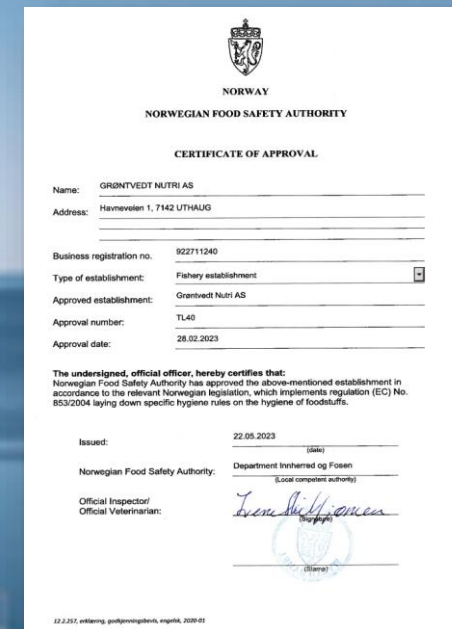 NORWAY
NORWEGIAN FOOD SAFETY AUTHORITY
CERTIFICATE OF APPROVAL
Name: GRØNTVEDT NUTRI AS
Address: Havneveien 1, 7142 UTHAUG
Business registration no. 922711240
Type of establishment: Fishery establishment
Approved establishment: Grøntvedt Nutri AS
Approval number: TL40
Approval date: 28.02.2023
The undersigned, official officer, hereby certifies that:
Norwegian Food Safety Authority has approved the above-mentioned establishment in
accordance to the relevant Norwegian legislation, which implements regulation (EC) No.
853/2004 laying down specific hygiene rules on the hygiene of foodstuffs.
Issued: 22.05.2023
(date)
Norwegian Food Safety Authority: Department Innherred og Fosen
(Local competent authority)
Official Inspector/
Official Veterinarian:
(Signature)
(Stamp)
12.2.257, erklæring, godkjenningsbevis, engelsk, 2020-01